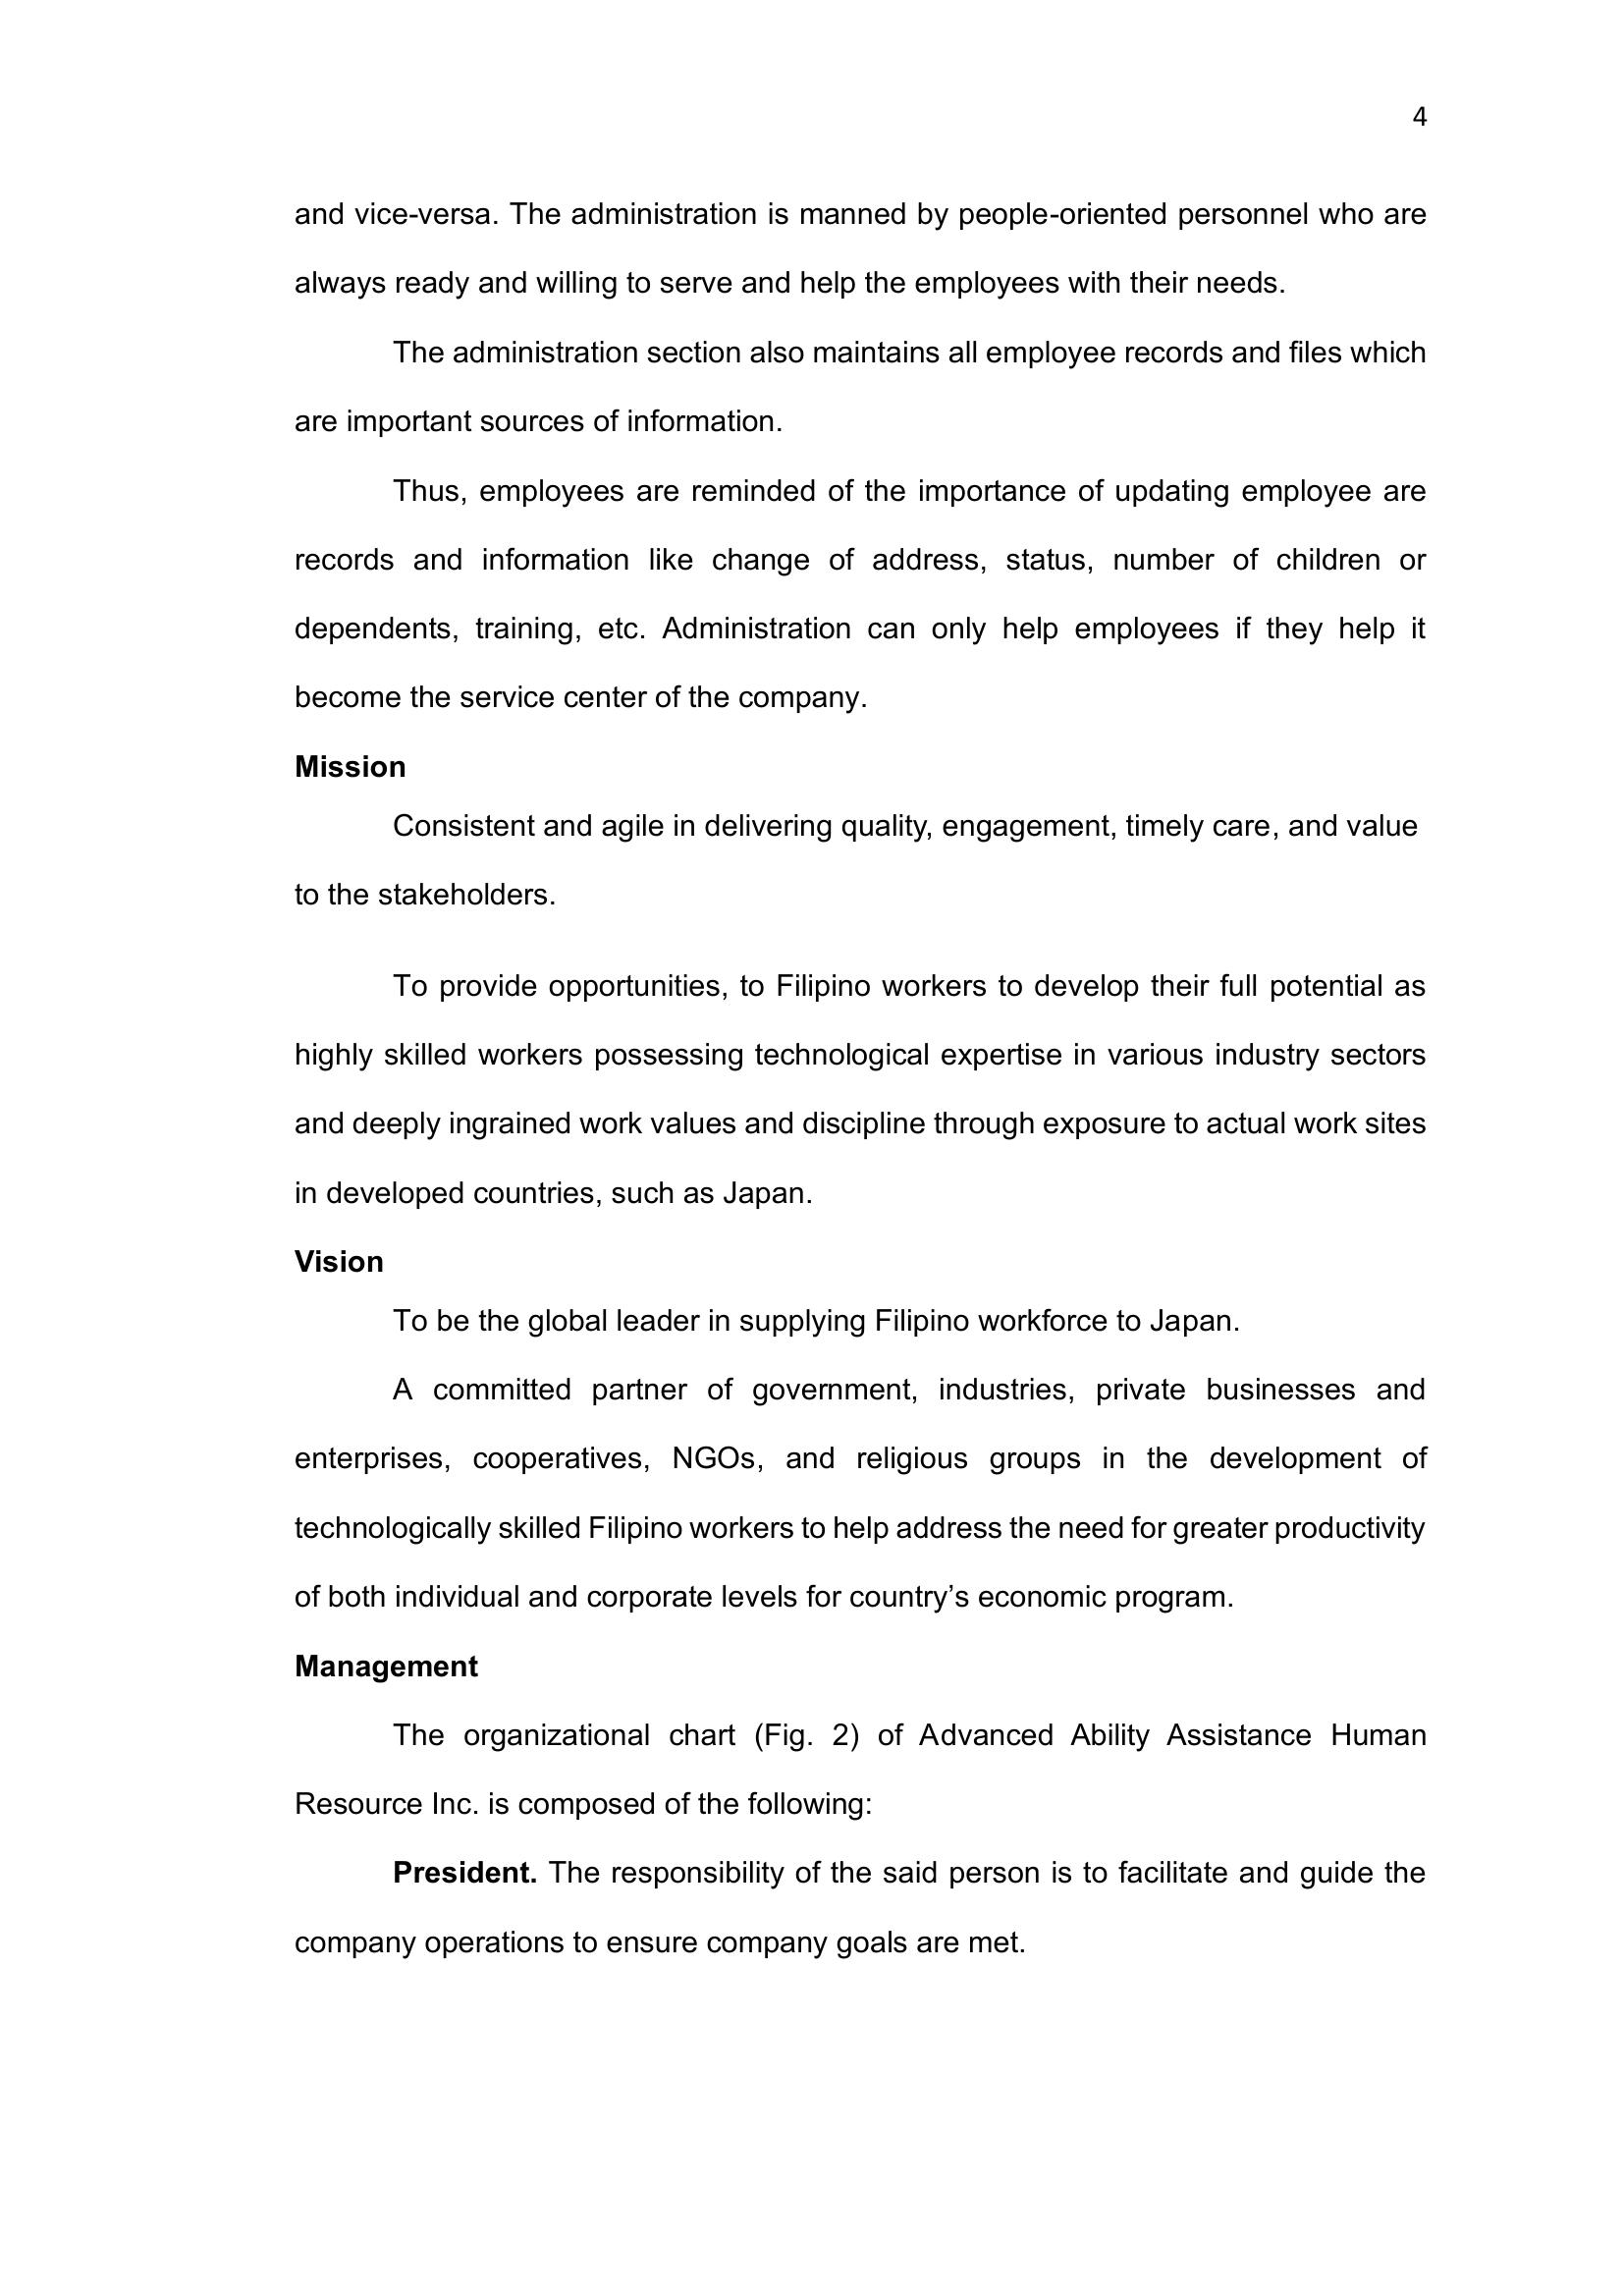 4
and vice-versa. The administration is manned by people-oriented personnel who are
always ready and willing to serve and help the employees with their needs.
The administration section also maintains all employee records and files which
are important sources of information.
Thus, employees are reminded of the importance of updating employee are
records and information like change of address, status, number of children or
dependents, training, etc. Administration can only help employees if they help it
become the service center of the company.
Mission
Consistent and agile in delivering quality, engagement, timely care, and value
to the stakeholders.
To provide opportunities, to Filipino workers to develop their full potential as
highly skilled workers possessing technological expertise in various industry sectors
and deeply ingrained work values and discipline through exposure to actual work sites
in developed countries, such as Japan.
Vision
To be the global leader in supplying Filipino workforce to Japan.
A committed partner of government, industries, private businesses and
enterprises, cooperatives, NGOs, and religious groups in the development of
technologically skilled Filipino workers to help address the need for greater productivity
of both individual and corporate levels for country’s economic program.
Management
The organizational chart (Fig. 2) of Advanced Ability Assistance Human
Resource Inc. is composed of the following:
President. The responsibility of the said person is to facilitate and guide the
company operations to ensure company goals are met.